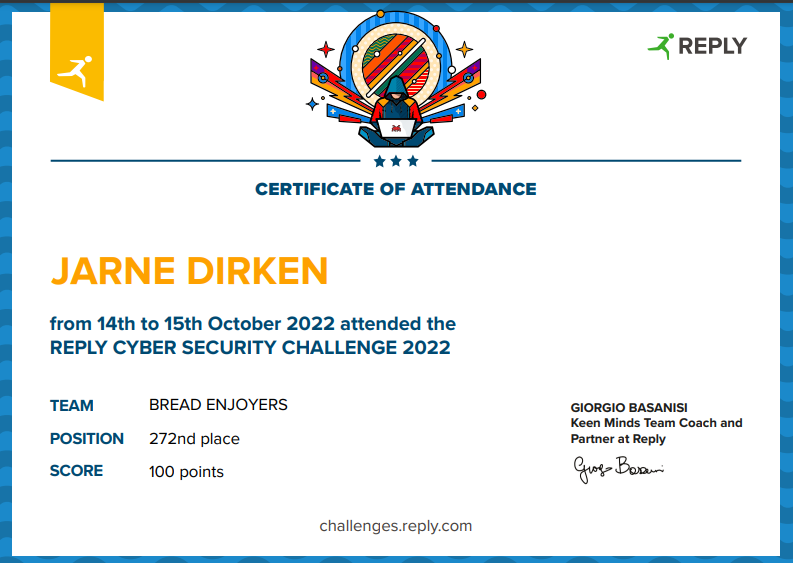 REPLY
CERTIFICATE OF ATTENDANCE
JARNE DIRKEN
from 14th to 15th October 2022 attended the
REPLY CYBER SECURITY CHALLENGE 2022
TEAM BREAD ENJOYERS
POSITION 272nd place
SCORE 100 points
GIORGIO BASANISI
Keen Minds Team Coach and
Partner at Reply
Giorgio Basanisi
challenges.reply.com